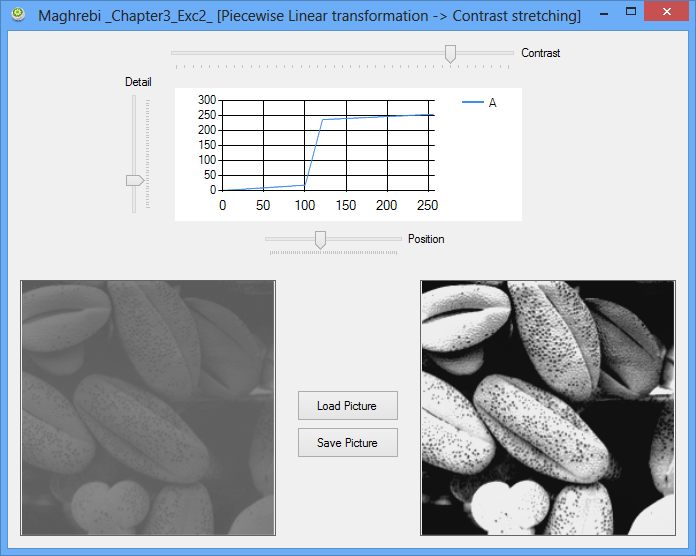 Maghrebi _Chapter3_Exc2_ [Piecewise Linear transformation -> Contrast stretching]
Contrast
Detail
300
250
200
150
100
50
0
0 50 100 150 200 250
A
Position
Load Picture
Save Picture